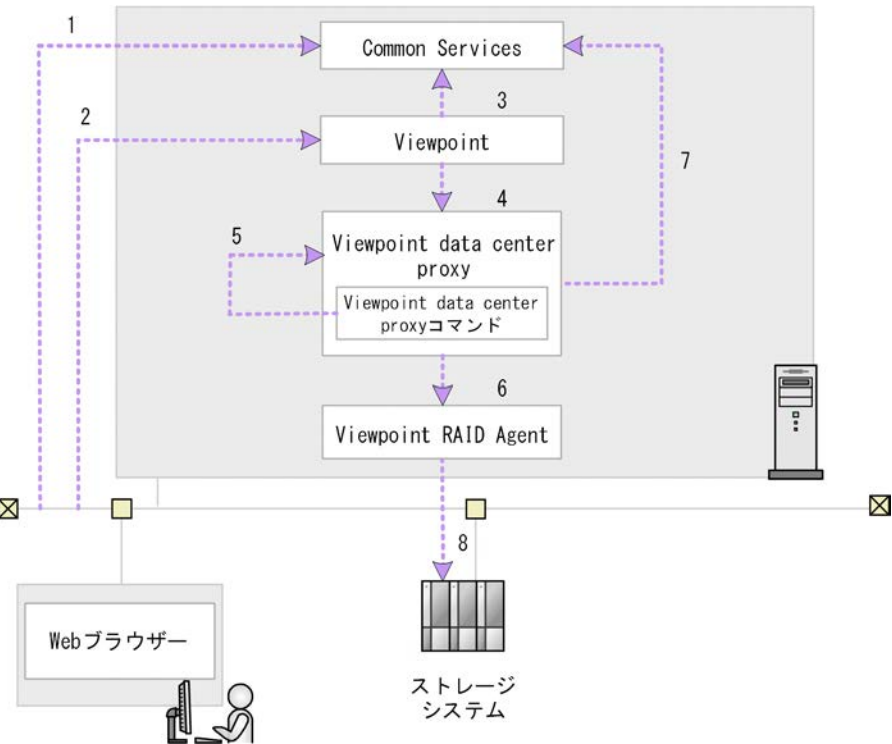 1
Common Services
2
3
Viewpoint
7
4
5
Viewpoint data center
proxy
Viewpoint data center
proxyコマンド
6
Viewpoint RAID Agent
8
Webブラウザー
ストレージ
システム